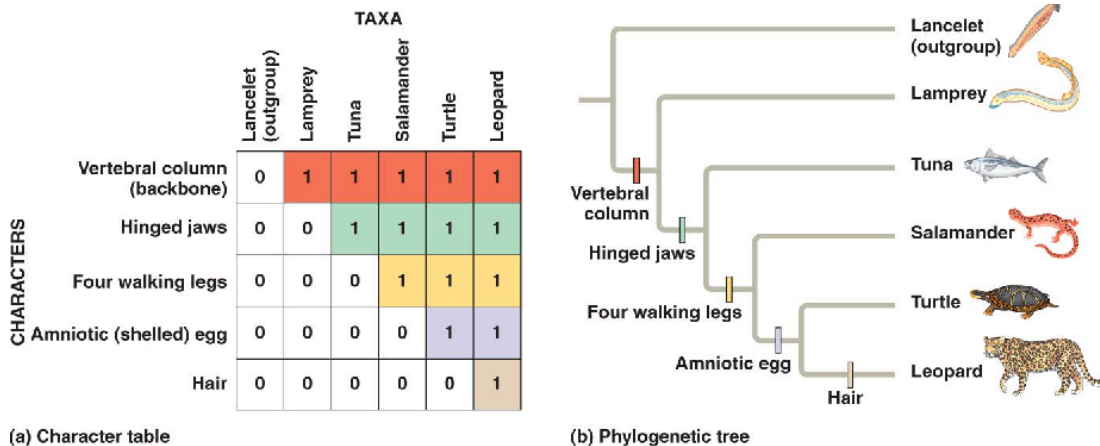 TAXA
Lancelet
(outgroup)
Lamprey
Tuna
Salamander
Turtle
Leopard
CHARACTERS
Vertebral column
(backbone)
0 1 1 1 1 1
Hinged jaws
0 0 1 1 1 1
Four walking legs
0 0 0 1 1 1
Amniotic (shelled) egg
0 0 0 0 1 1
Hair
0 0 0 0 0 1
(a) Character table
Lancelet
(outgroup)
Lamprey
Tuna
Vertebral
column
Salamander
Hinged jaws
Turtle
Four walking legs
Leopard
Amniotic egg
Hair
(b) Phylogenetic tree